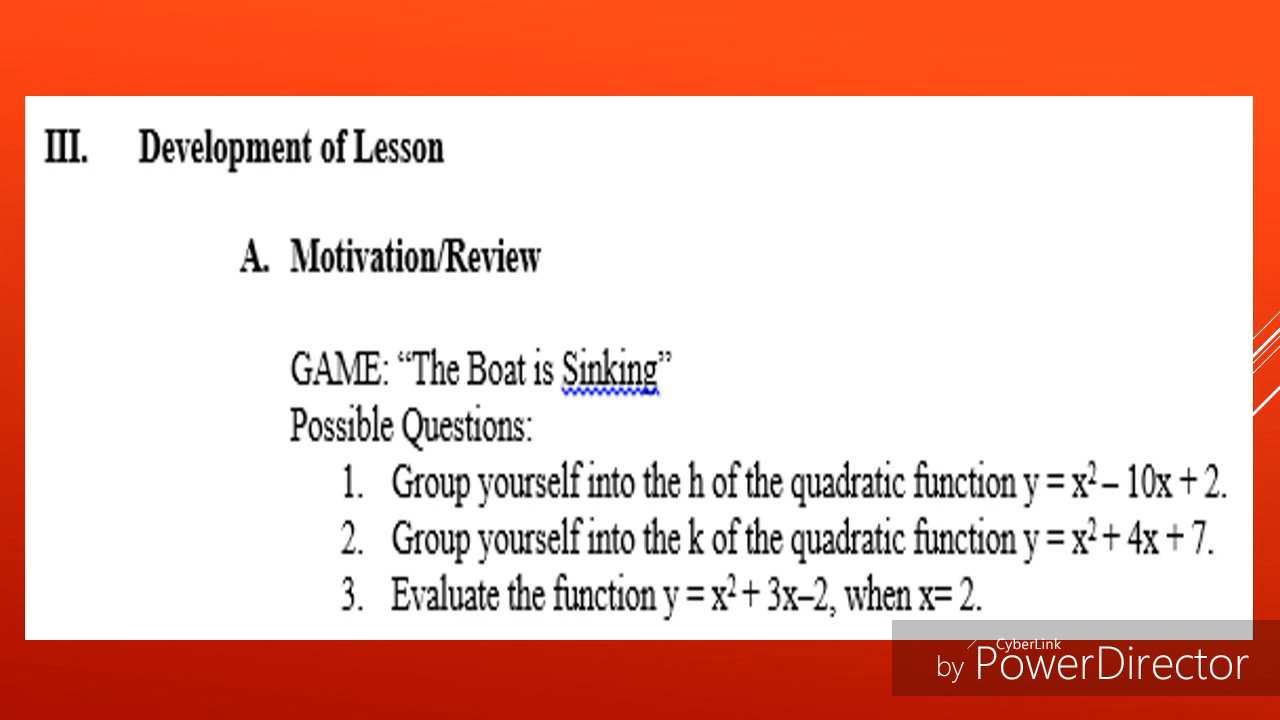 III. Development of Lesson
A. Motivation/Review
GAME: “The Boat is Sinking”
Possible Questions:
1. Group yourself into the h of the quadratic function y = x² – 10x + 2.
2. Group yourself into the k of the quadratic function y = x² + 4x + 7.
3. Evaluate the function y = x² + 3x–2, when x= 2.
CyberLink
by PowerDirector